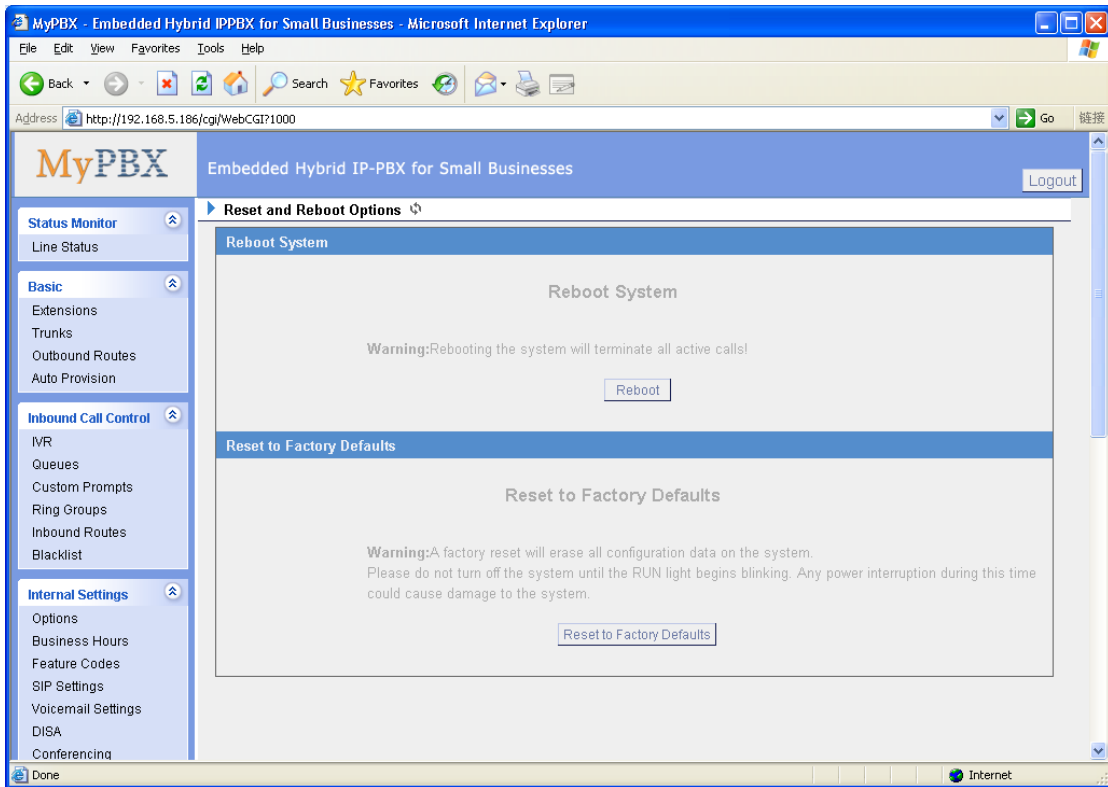 MyPBX - Embedded Hybrid IPPBX for Small Businesses - Microsoft Internet Explorer
File Edit View Favorites Tools Help
Back Search Favorites
Address http://192.168.5.186/cgi/WebCGI?1000 Go 链接
MyPBX
Embedded Hybrid IP-PBX for Small Businesses
Logout
Status Monitor
Line Status
Basic
Extensions
Trunks
Outbound Routes
Auto Provision
Inbound Call Control
IVR
Queues
Custom Prompts
Ring Groups
Inbound Routes
Blacklist
Internal Settings
Options
Business Hours
Feature Codes
SIP Settings
Voicemail Settings
DISA
Conferencing
Reset and Reboot Options
Reboot System
Reboot System
Warning:Rebooting the system will terminate all active calls!
Reboot
Reset to Factory Defaults
Reset to Factory Defaults
Warning:A factory reset will erase all configuration data on the system.
Please do not turn off the system until the RUN light begins blinking. Any power interruption during this time
could cause damage to the system.
Reset to Factory Defaults
Done Internet